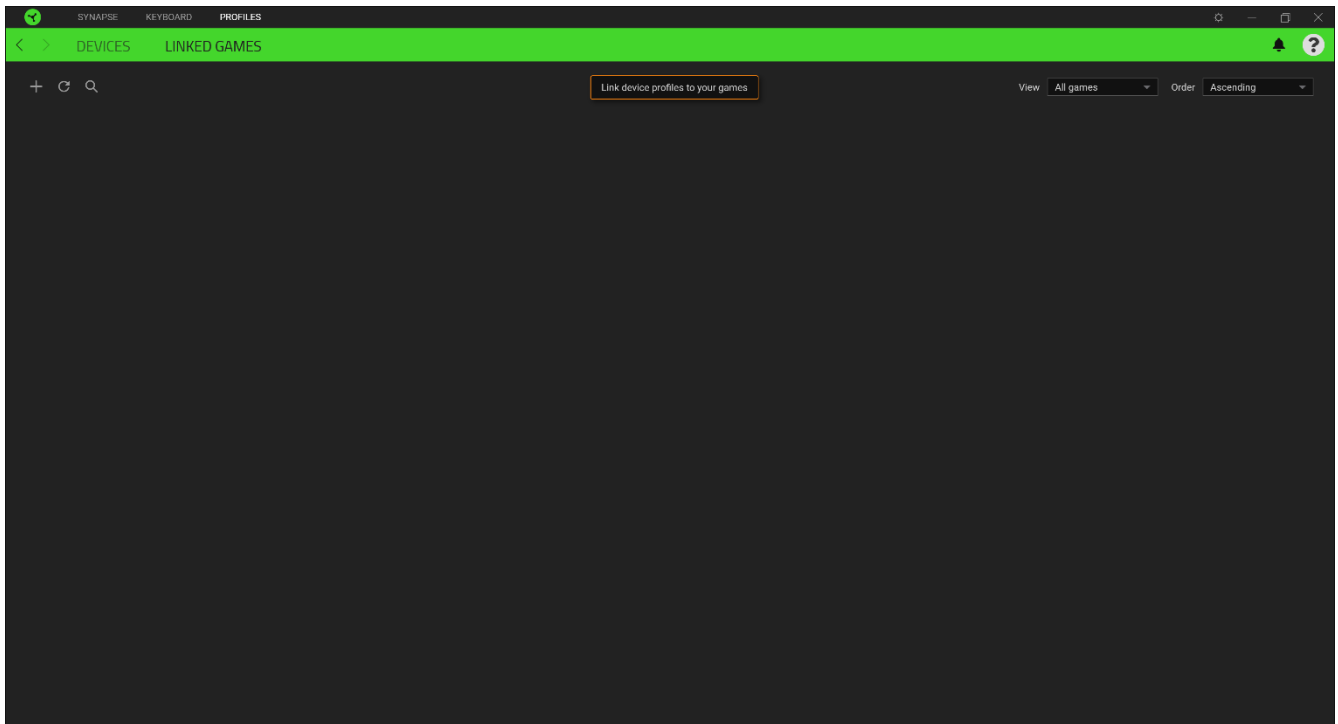 SYNAPSE KEYBOARD PROFILES
DEVICES LINKED GAMES ?
Link device profiles to your games View All games Order Ascending